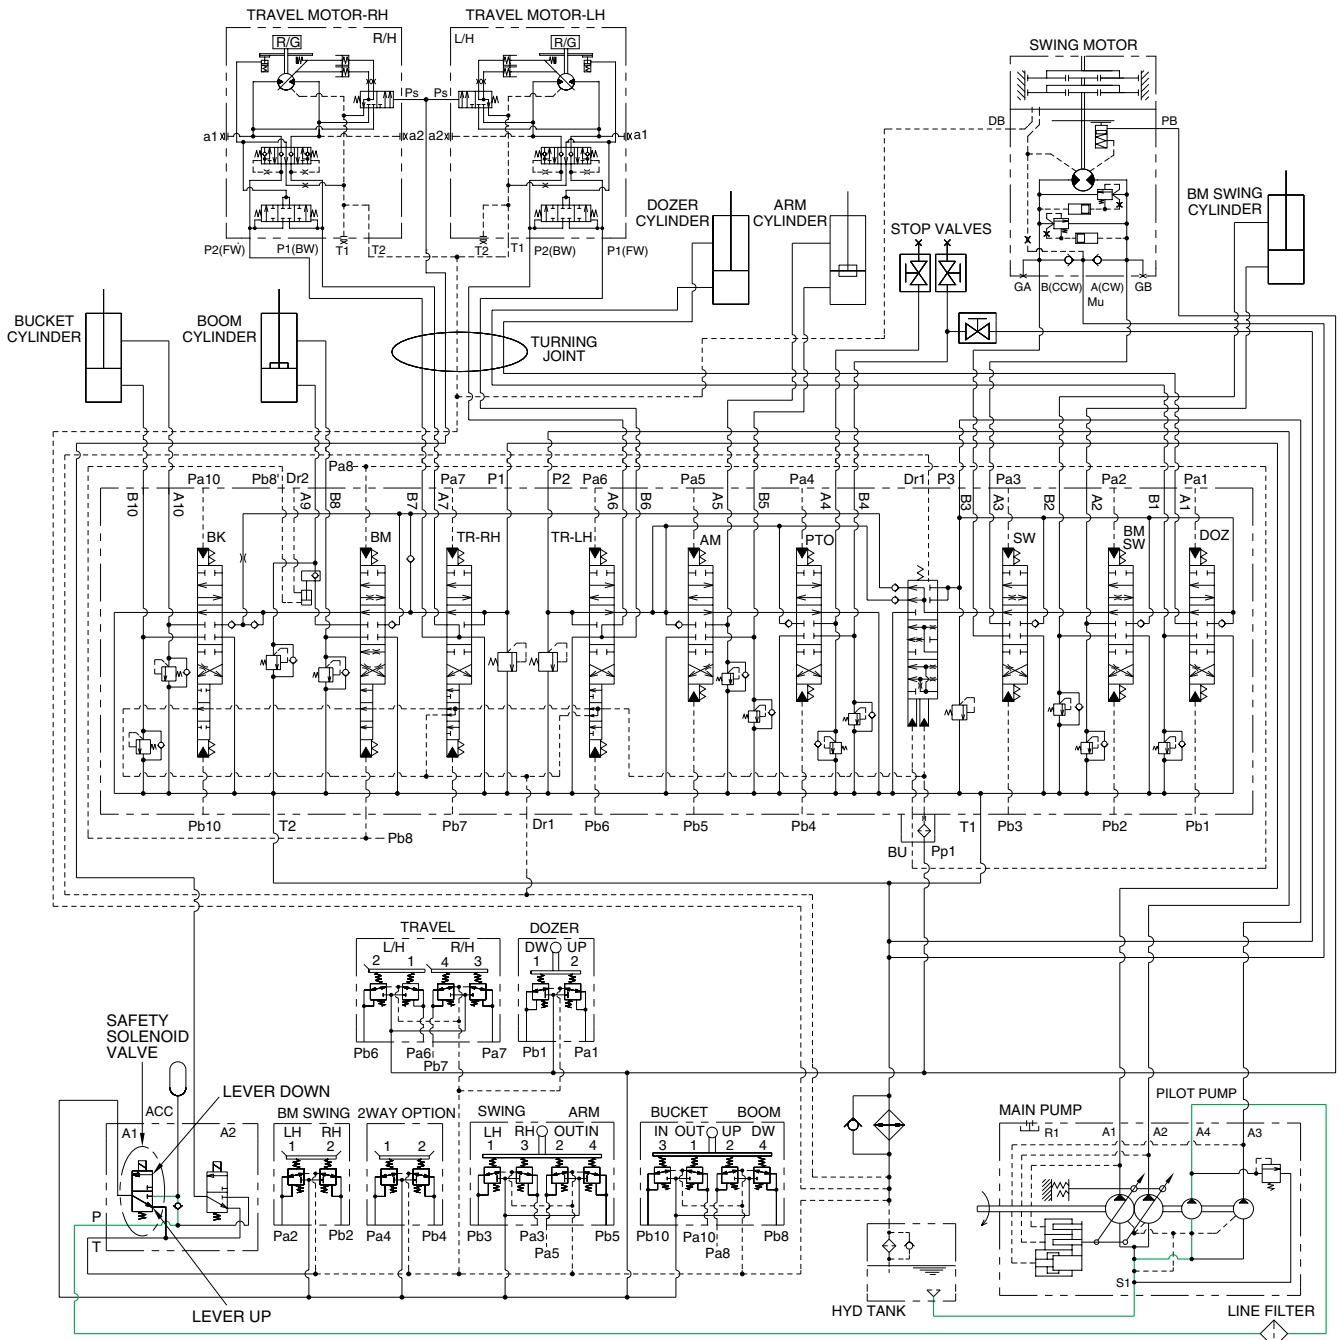 TRAVEL MOTOR-RH
TRAVEL MOTOR-LH
R/G
R/H
L/H
R/G
SWING MOTOR
Ps
Ps
DB
PB
a1
a2
a2
a1
DOZER
CYLINDER
ARM
CYLINDER
BM SWING
CYLINDER
STOP VALVES
P2(FW)
P1(BW)
T1
T2
T2
T1
P2(BW)
P1(FW)
GA
B(CCW)
A(CW)
GB
Mu
BUCKET
CYLINDER
BOOM
CYLINDER
TURNING
JOINT
Pa10
Pb8'
Dr2
Pa8
Pa7
P1
P2
Pa6
Pa5
Pa4
Dr1
P3
Pa3
Pa2
Pa1
B10
A10
A9
B8
B7
A7
A6
B6
A5
B5
A4
B4
B3
A3
B2
A2
B1
A1
BK
BM
TR-RH
TR-LH
AM
PTO
SW
BM
SW
DOZ
Pb10
T2
Pb8
Pb7
Dr1
Pb6
Pb5
Pb4
BU
Pp1
T1
Pb3
Pb2
Pb1
TRAVEL
L/H
R/H
2 1 4 3
Pb6
Pa6
Pb7
Pa7
DOZER
DW UP
1 2
Pb1
Pa1
SAFETY
SOLENOID
VALVE
LEVER DOWN
ACC
A1
A2
P
T
LEVER UP
BM SWING
LH RH
1 2
Pa2
Pb2
2WAY OPTION
1 2
Pa4
Pb4
SWING
ARM
LH RH OUT IN
1 3 2 4
Pb3
Pa3
Pa5
Pb5
BUCKET
BOOM
IN OUT UP DW
3 1 2 4
Pb10
Pa10
Pa8
Pb8
HYD TANK
MAIN PUMP
PILOT PUMP
R1
A1
A2
A4
A3
S1
LINE FILTER